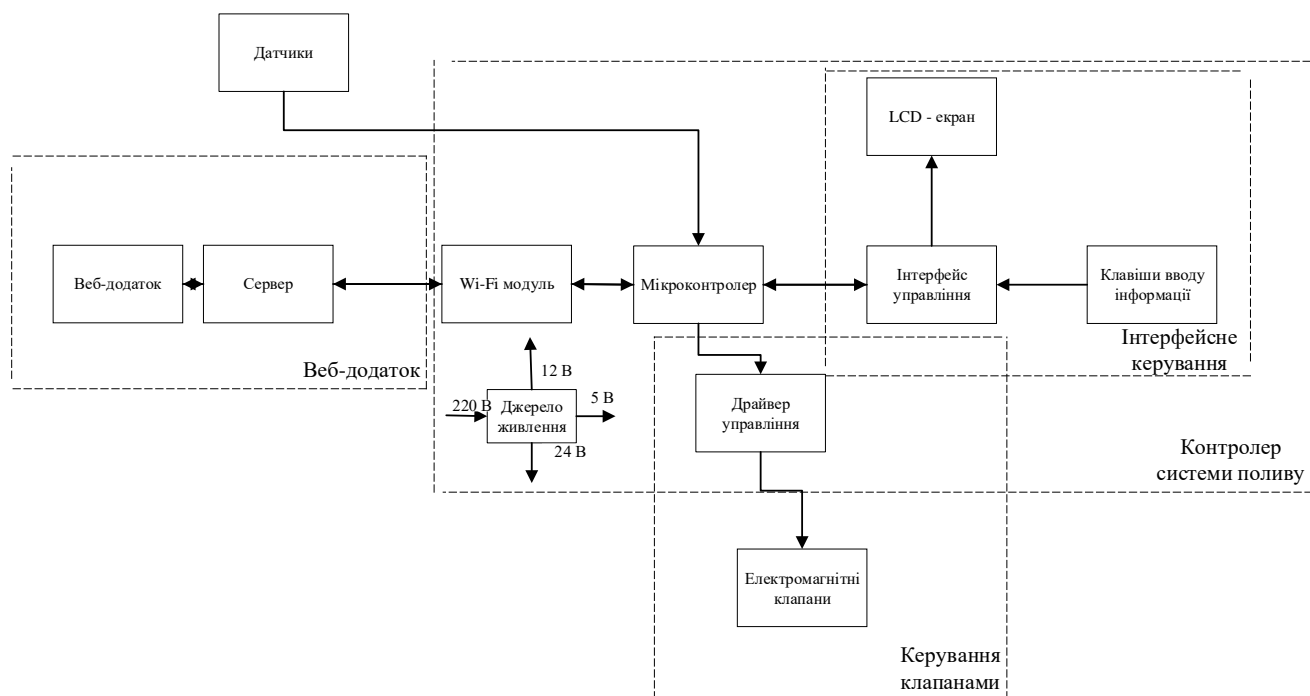 Датчики
LCD - екран
Веб-додаток
Сервер
Wi-Fi модуль
Мікроконтролер
Інтерфейс
управління
Клавіши вводу
інформації
Інтерфейсне
керування
Веб-додаток
12 В
220 В
Джерело
живлення
5 В
24 В
Драйвер
управління
Контролер
системи поливу
Електромагнітні
клапани
Керування
клапанами